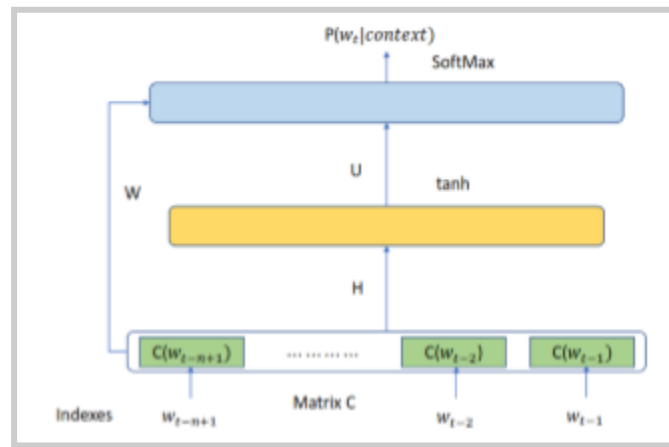 P(w_t|context)
SoftMax
U
W
tanh
H
C(w_{t-n+1}) ………… C(w_{t-2}) C(w_{t-1})
Matrix C
Indexes w_{t-n+1} w_{t-2} w_{t-1}